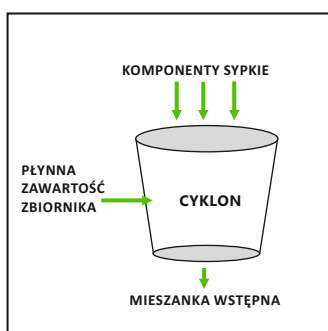 KOMPONENTY SYPKIE
PŁYNNA
ZAWARTOŚĆ
ZBIORNIKA
CYKLON
MIESZANKA WSTĘPNA